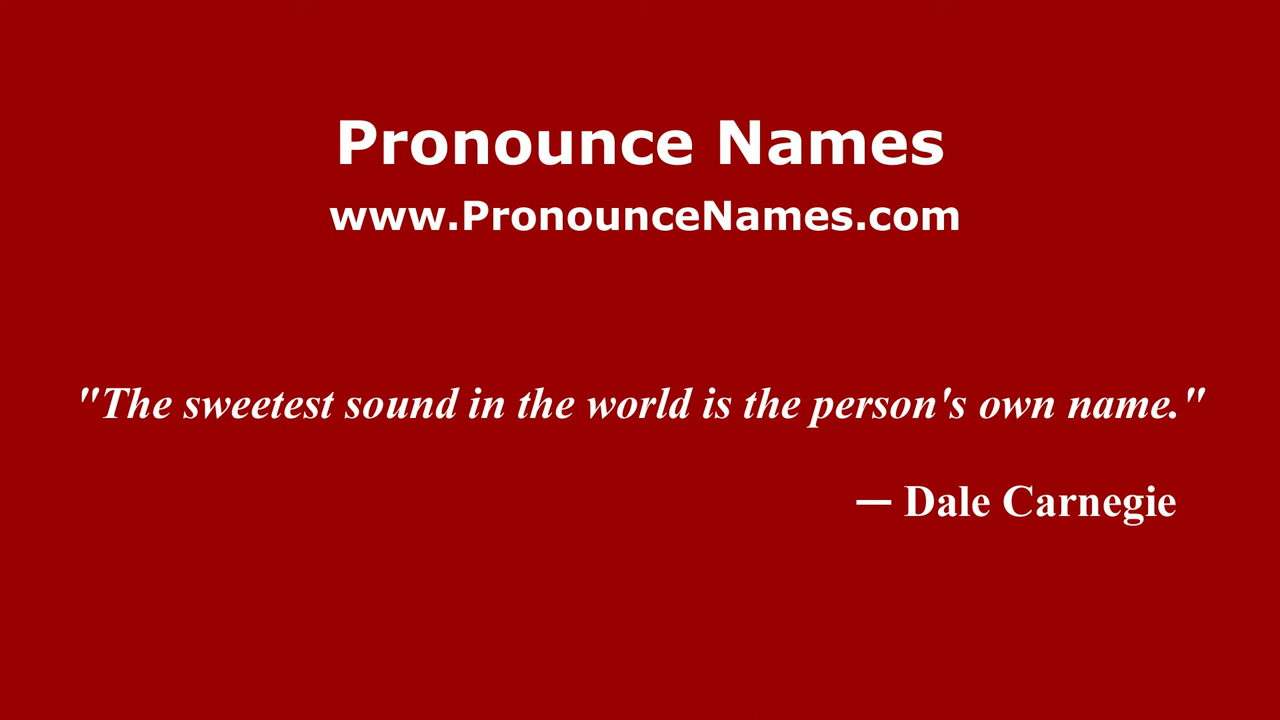 Pronounce Names
www.PronounceNames.com
"The sweetest sound in the world is the person's own name."
— Dale Carnegie